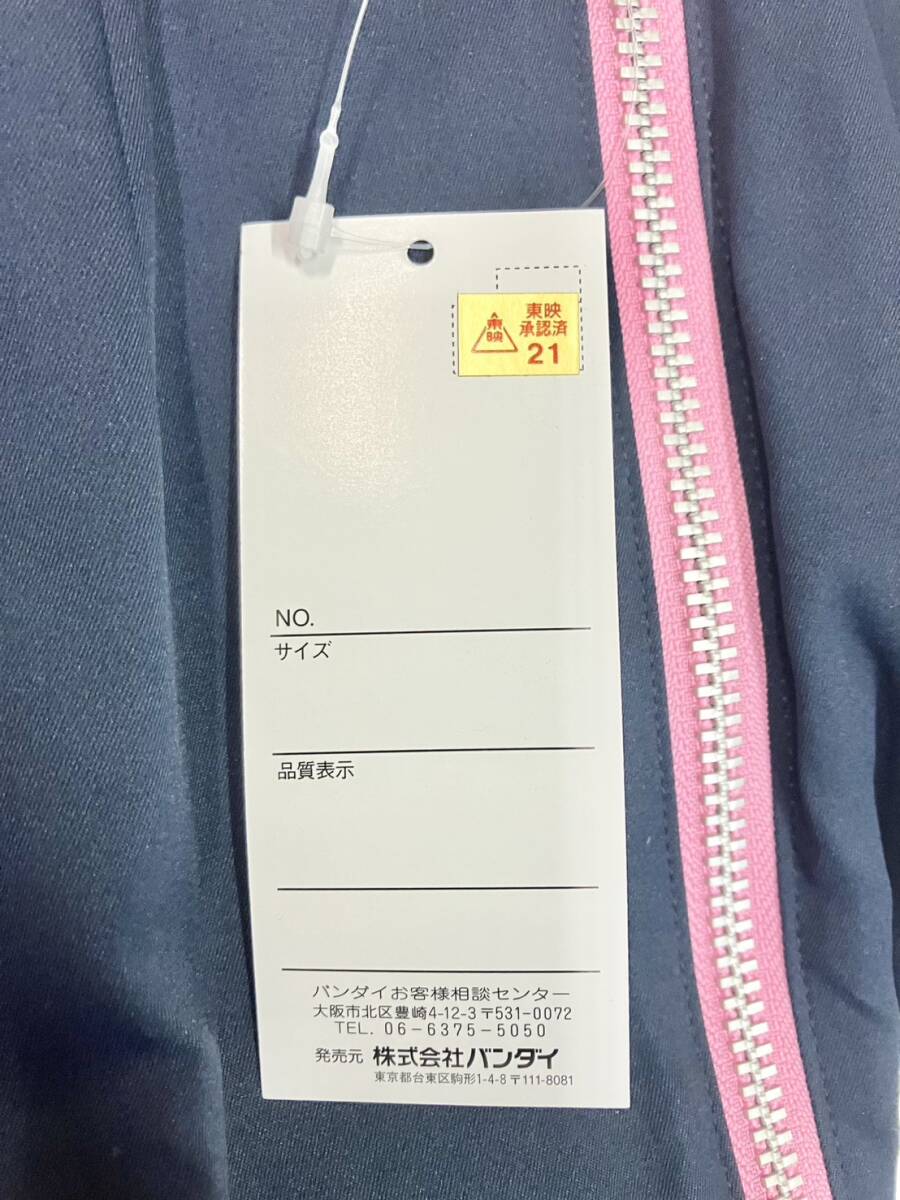 東映
東映
承認済
21
NO.
サイズ
品質表示
バンダイお客様相談センター
大阪市北区豊崎4-12-3〒531-0072
TEL. 06-6375-5050
発売元 株式会社バンダイ
東京都台東区駒形1-4-8〒111-8081